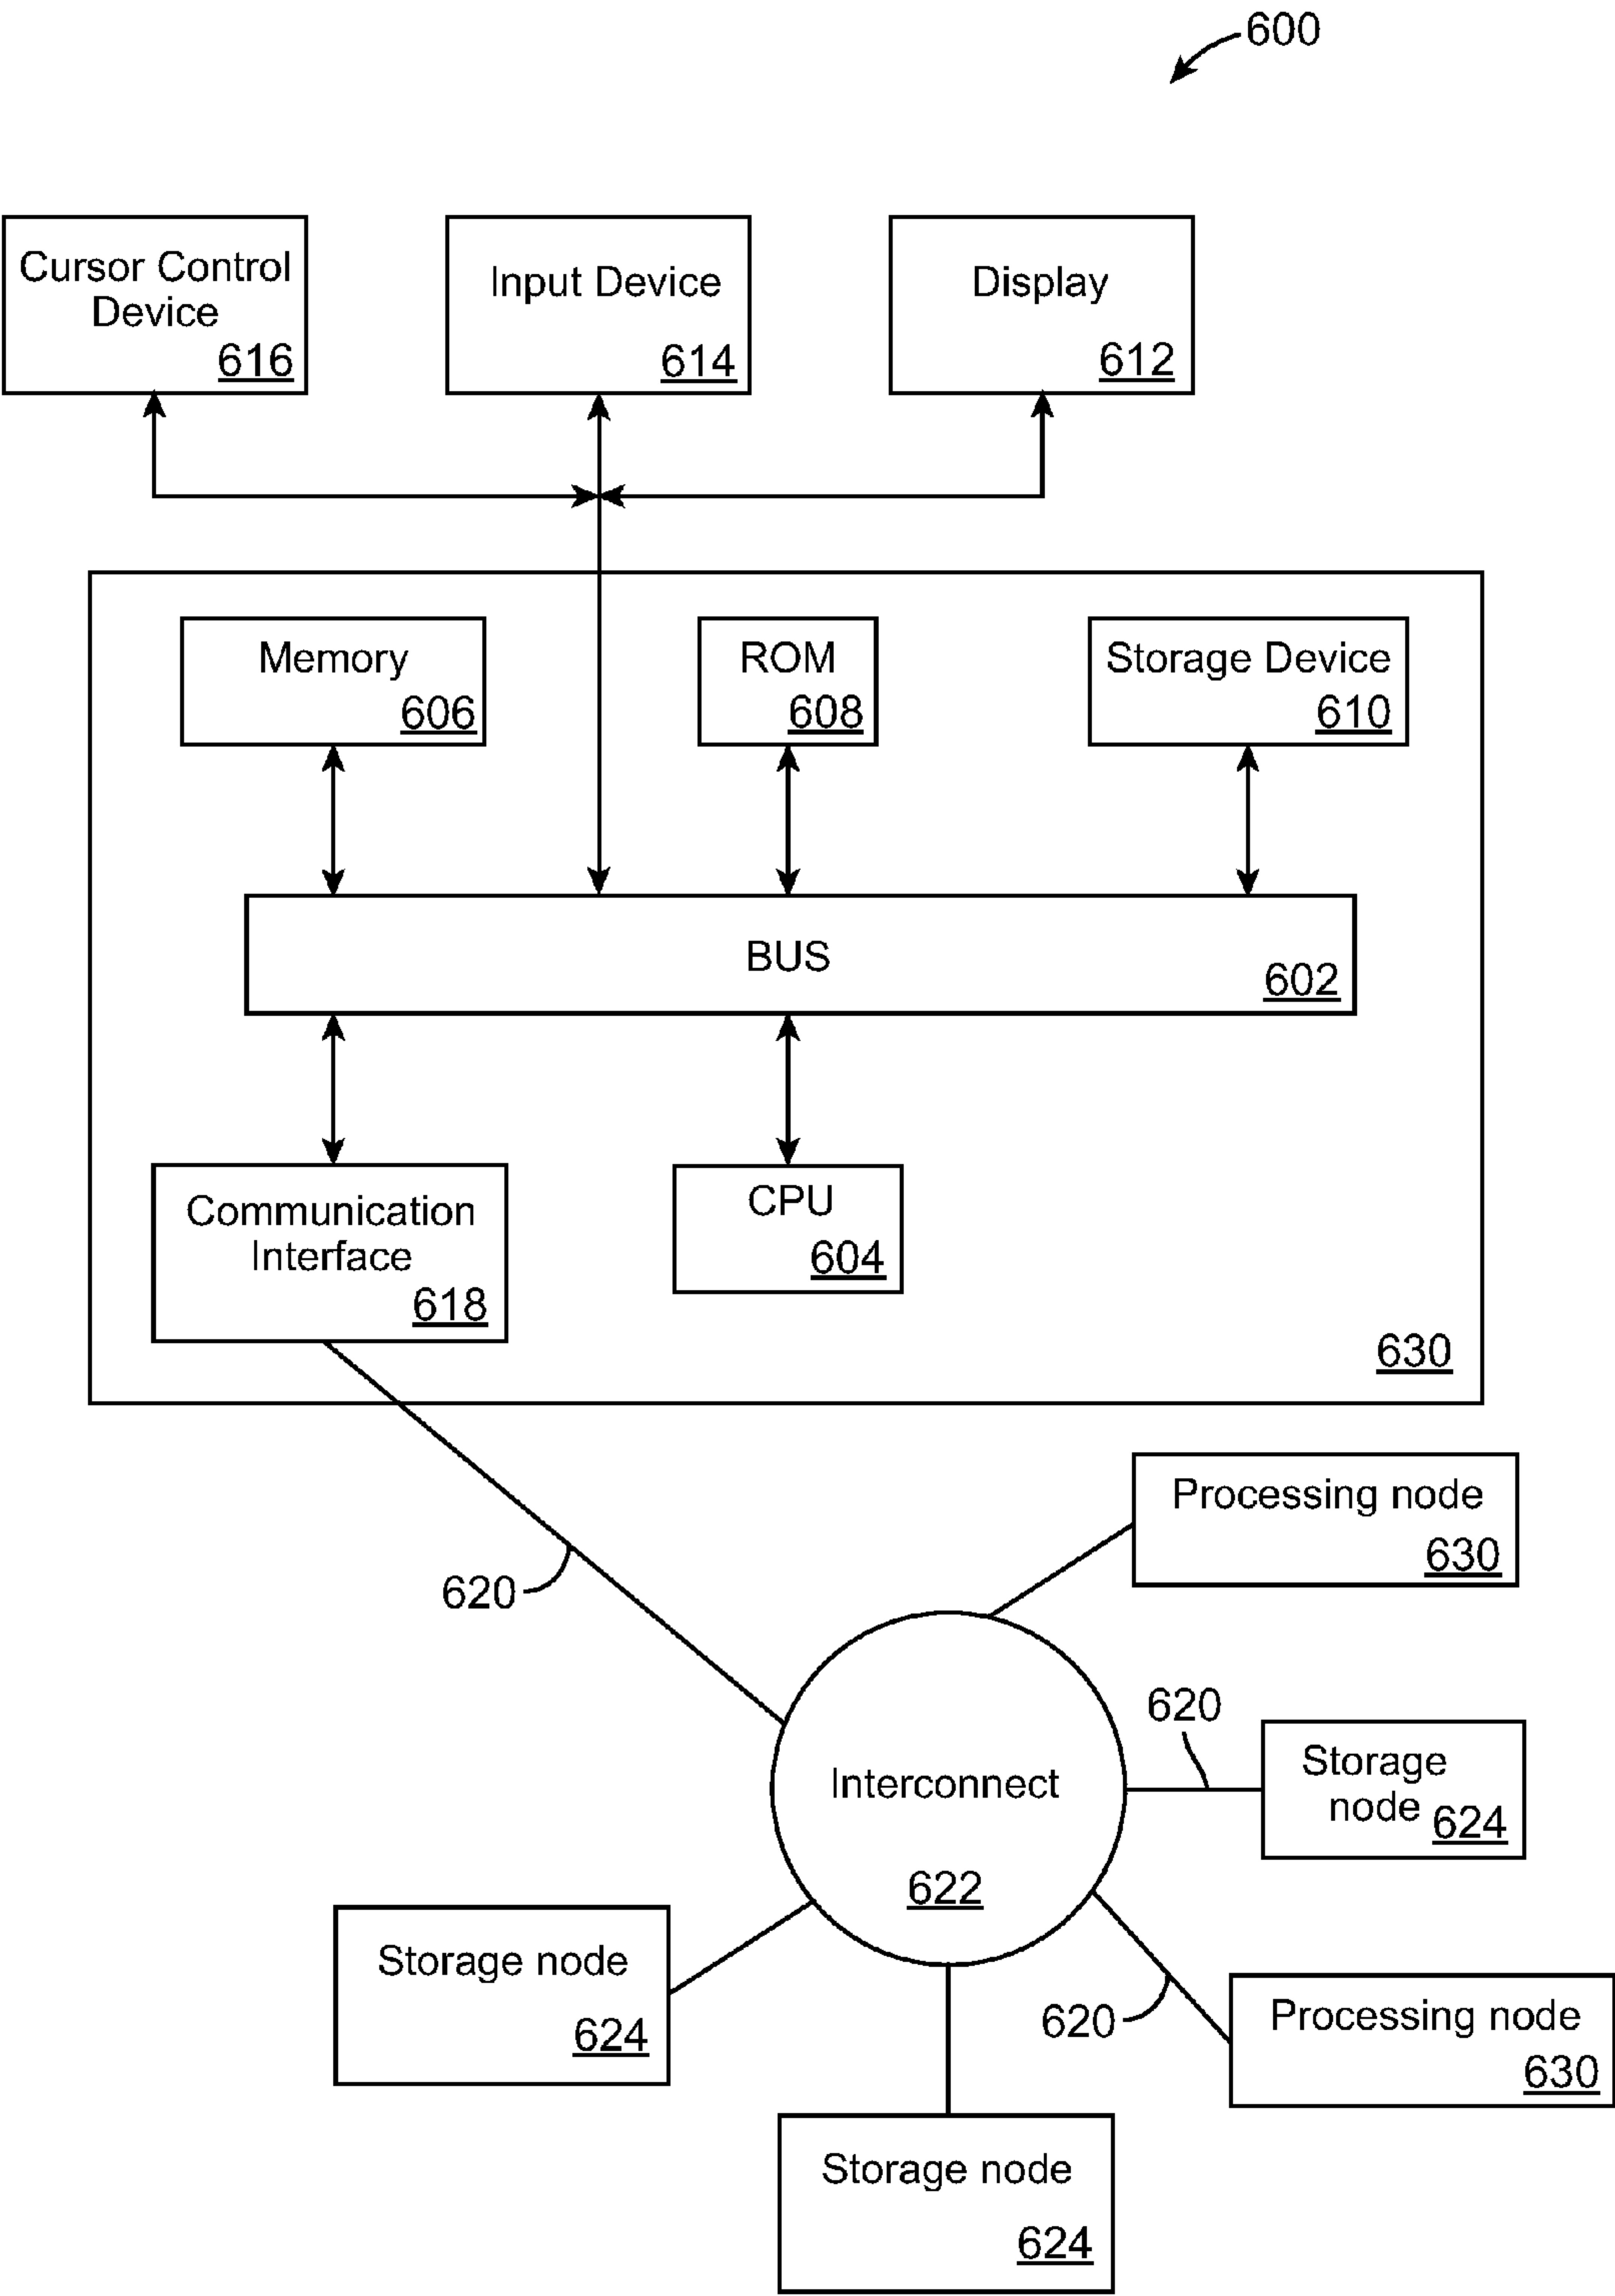 600
Cursor Control
Device
616
Input Device
614
Display
612
Memory
606
ROM
608
Storage Device
610
BUS
602
Communication
Interface
618
CPU
604
630
Processing node
630
620
620
Storage
node
624
Interconnect
622
Storage node
624
620
Processing node
630
Storage node
624